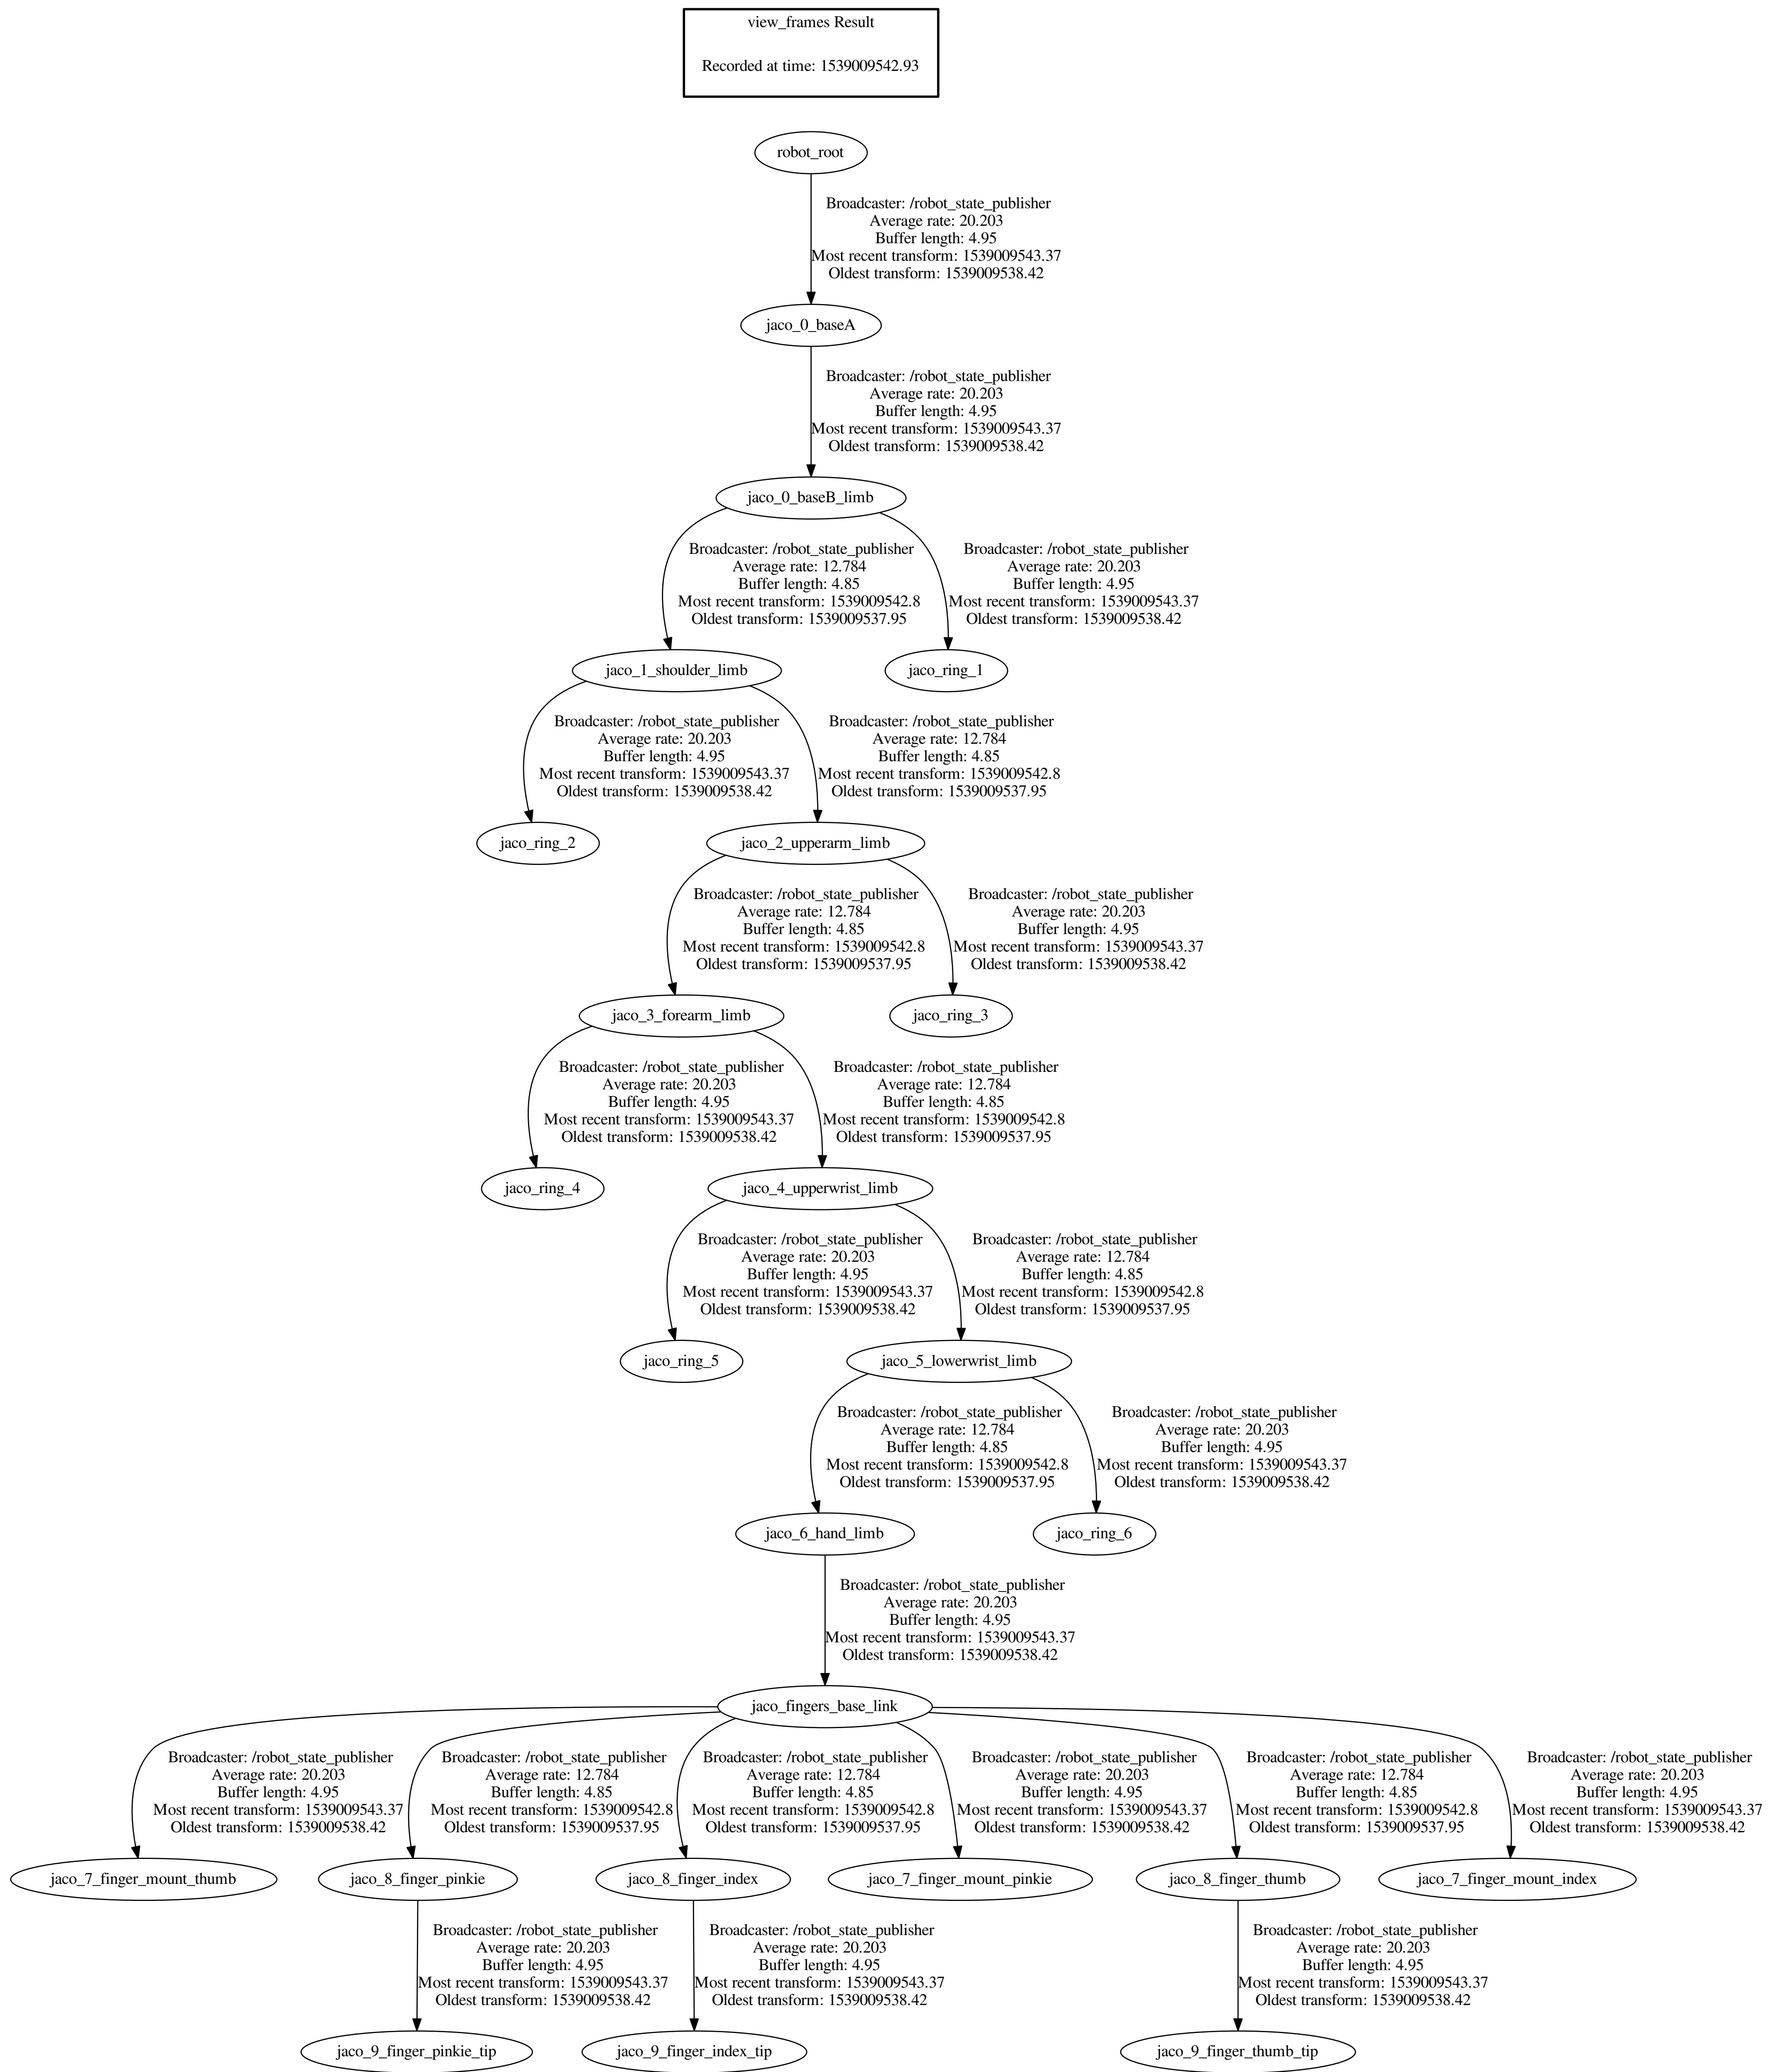 view_frames Result
Recorded at time: 1539009542.93
robot_root
Broadcaster: /robot_state_publisher
Average rate: 20.203
Buffer length: 4.95
Most recent transform: 1539009543.37
Oldest transform: 1539009538.42
jaco_0_baseA
Broadcaster: /robot_state_publisher
Average rate: 20.203
Buffer length: 4.95
Most recent transform: 1539009543.37
Oldest transform: 1539009538.42
jaco_0_baseB_limb
Broadcaster: /robot_state_publisher
Average rate: 12.784
Buffer length: 4.85
Most recent transform: 1539009542.8
Oldest transform: 1539009537.95
Broadcaster: /robot_state_publisher
Average rate: 20.203
Buffer length: 4.95
Most recent transform: 1539009543.37
Oldest transform: 1539009538.42
jaco_1_shoulder_limb
jaco_ring_1
Broadcaster: /robot_state_publisher
Average rate: 20.203
Buffer length: 4.95
Most recent transform: 1539009543.37
Oldest transform: 1539009538.42
Broadcaster: /robot_state_publisher
Average rate: 12.784
Buffer length: 4.85
Most recent transform: 1539009542.8
Oldest transform: 1539009537.95
jaco_ring_2
jaco_2_upperarm_limb
Broadcaster: /robot_state_publisher
Average rate: 12.784
Buffer length: 4.85
Most recent transform: 1539009542.8
Oldest transform: 1539009537.95
Broadcaster: /robot_state_publisher
Average rate: 20.203
Buffer length: 4.95
Most recent transform: 1539009543.37
Oldest transform: 1539009538.42
jaco_3_forearm_limb
jaco_ring_3
Broadcaster: /robot_state_publisher
Average rate: 20.203
Buffer length: 4.95
Most recent transform: 1539009543.37
Oldest transform: 1539009538.42
Broadcaster: /robot_state_publisher
Average rate: 12.784
Buffer length: 4.85
Most recent transform: 1539009542.8
Oldest transform: 1539009537.95
jaco_ring_4
jaco_4_upperwrist_limb
Broadcaster: /robot_state_publisher
Average rate: 20.203
Buffer length: 4.95
Most recent transform: 1539009543.37
Oldest transform: 1539009538.42
Broadcaster: /robot_state_publisher
Average rate: 12.784
Buffer length: 4.85
Most recent transform: 1539009542.8
Oldest transform: 1539009537.95
jaco_ring_5
jaco_5_lowerwrist_limb
Broadcaster: /robot_state_publisher
Average rate: 12.784
Buffer length: 4.85
Most recent transform: 1539009542.8
Oldest transform: 1539009537.95
Broadcaster: /robot_state_publisher
Average rate: 20.203
Buffer length: 4.95
Most recent transform: 1539009543.37
Oldest transform: 1539009538.42
jaco_6_hand_limb
jaco_ring_6
Broadcaster: /robot_state_publisher
Average rate: 20.203
Buffer length: 4.95
Most recent transform: 1539009543.37
Oldest transform: 1539009538.42
jaco_fingers_base_link
Broadcaster: /robot_state_publisher
Average rate: 20.203
Buffer length: 4.95
Most recent transform: 1539009543.37
Oldest transform: 1539009538.42
Broadcaster: /robot_state_publisher
Average rate: 12.784
Buffer length: 4.85
Most recent transform: 1539009542.8
Oldest transform: 1539009537.95
Broadcaster: /robot_state_publisher
Average rate: 12.784
Buffer length: 4.85
Most recent transform: 1539009542.8
Oldest transform: 1539009537.95
Broadcaster: /robot_state_publisher
Average rate: 20.203
Buffer length: 4.95
Most recent transform: 1539009543.37
Oldest transform: 1539009538.42
Broadcaster: /robot_state_publisher
Average rate: 12.784
Buffer length: 4.85
Most recent transform: 1539009542.8
Oldest transform: 1539009537.95
Broadcaster: /robot_state_publisher
Average rate: 20.203
Buffer length: 4.95
Most recent transform: 1539009543.37
Oldest transform: 1539009538.42
jaco_7_finger_mount_thumb
jaco_8_finger_pinkie
jaco_8_finger_index
jaco_7_finger_mount_pinkie
jaco_8_finger_thumb
jaco_7_finger_mount_index
Broadcaster: /robot_state_publisher
Average rate: 20.203
Buffer length: 4.95
Most recent transform: 1539009543.37
Oldest transform: 1539009538.42
Broadcaster: /robot_state_publisher
Average rate: 20.203
Buffer length: 4.95
Most recent transform: 1539009543.37
Oldest transform: 1539009538.42
Broadcaster: /robot_state_publisher
Average rate: 20.203
Buffer length: 4.95
Most recent transform: 1539009543.37
Oldest transform: 1539009538.42
jaco_9_finger_pinkie_tip
jaco_9_finger_index_tip
jaco_9_finger_thumb_tip